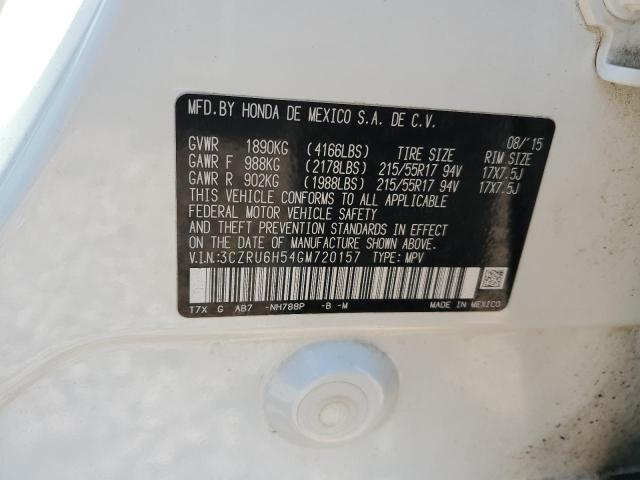 MFD.BY HONDA DE MEXICO S.A. DE C.V.
08/'15
GVWR 1890KG (4166LBS) TIRE SIZE RIM SIZE
GAWR F 988KG (2178LBS) 215/55R17 94V 17X7.5J
GAWR R 902KG (1988LBS) 215/55R17 94V 17X7.5J
THIS VEHICLE CONFORMS TO ALL APPLICABLE
FEDERAL MOTOR VEHICLE SAFETY
AND THEFT PREVENTION STANDARDS IN EFFECT
ON THE DATE OF MANUFACTURE SHOWN ABOVE.
V.I.N:3CZRU6H54GM720157 TYPE: MPV
T7X G AB7 -NH788P -B -M MADE IN MEXICO